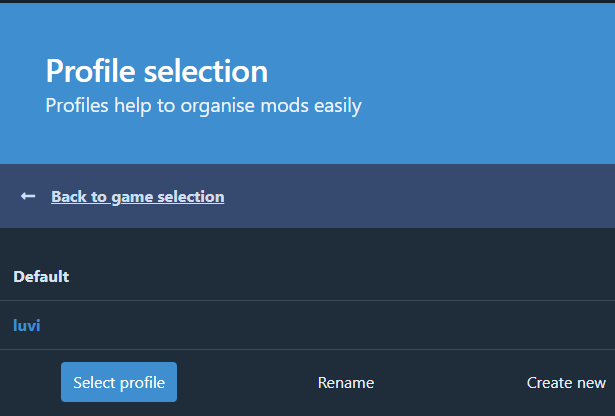 Profile selection
Profiles help to organise mods easily
Back to game selection
Default
luvi
Select profile Rename Create new